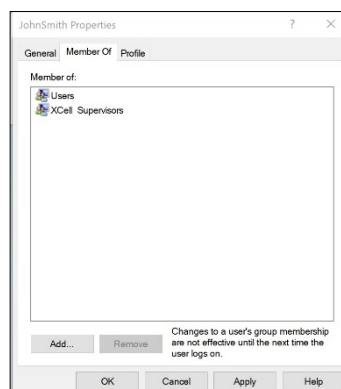 JohnSmith Properties
? ×
General Member Of Profile
Member of:
Users
XCell Supervisors
Add... Remove
Changes to a user's group membership
are not effective until the next time the
user logs on.
OK Cancel Apply Help